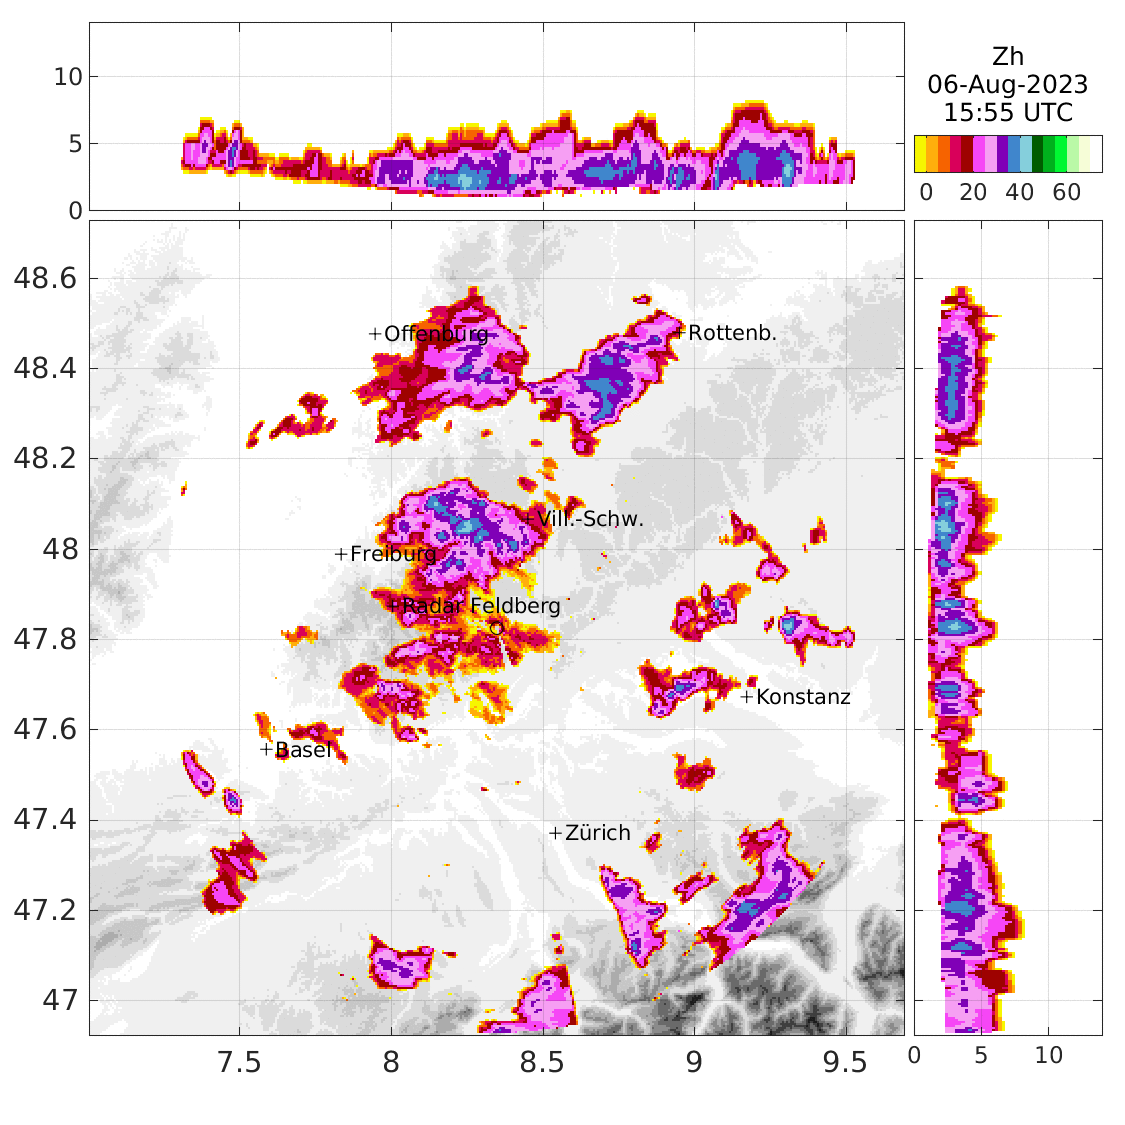 10
5
0
Zh
06-Aug-2023
15:55 UTC
0 20 40 60
48.6
48.4
48.2
48
47.8
47.6
47.4
47.2
47
+Offenburg
+Rottenb.
+Vill.-Schw.
+Freiburg
+Radar Feldberg
+Konstanz
+Basel
+Zürich
7.5 8 8.5 9 9.5
0 5 10